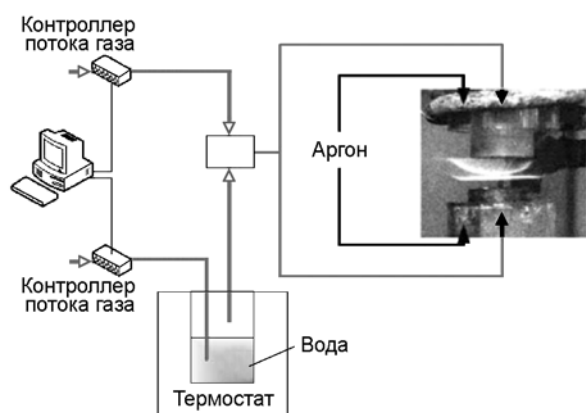 Контроллер
потока газа
Аргон
Контроллер
потока газа
Вода
Термостат